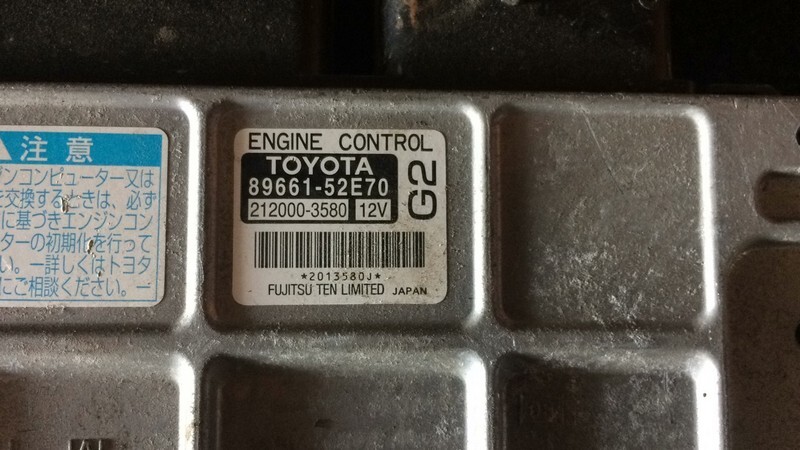 注意
ンコンピューター又は
交換するときは、必ず
に基づきエンジンコン
ターの初期化を行って
い。ー詳しくはトヨタ
にご相談ください。ー
ENGINE CONTROL
TOYOTA
89661-52E70
212000-3580 12V
G2
*2013580J*
FUJITSU TEN LIMITED JAPAN